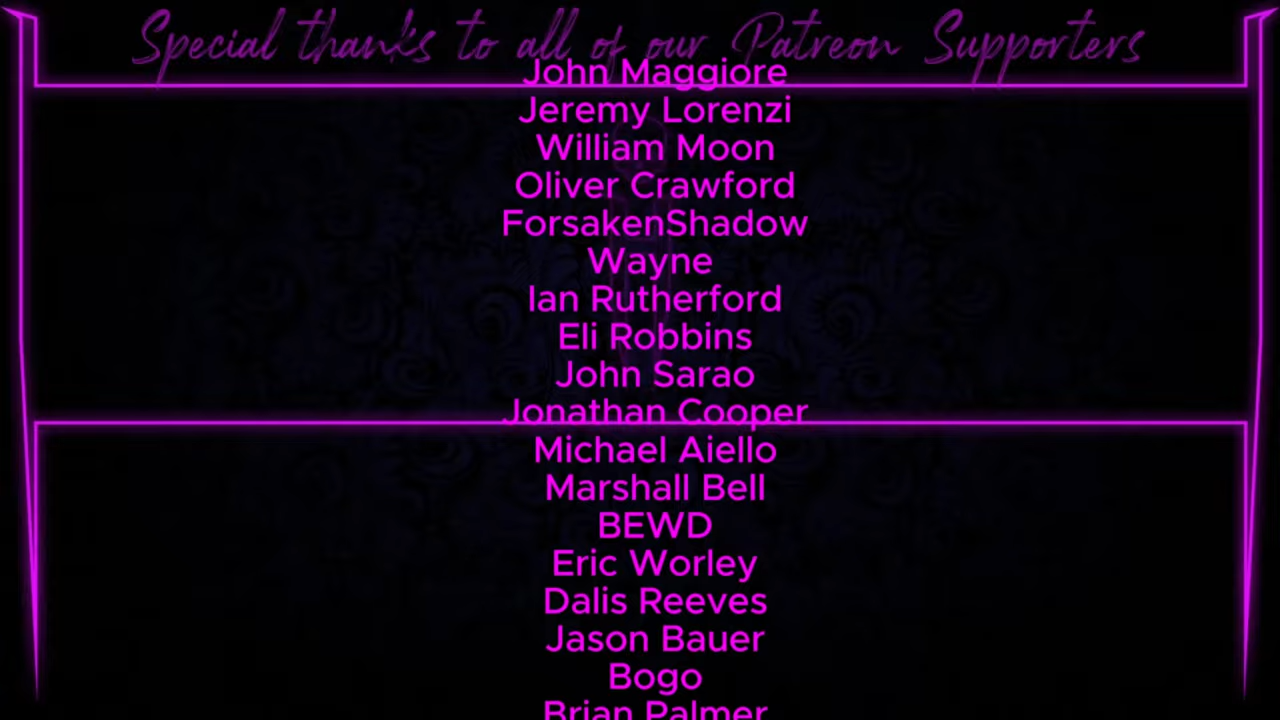 Special thanks to all of our Patreon Supporters
John Maggiore
Jeremy Lorenzi
William Moon
Oliver Crawford
ForsakenShadow
Wayne
Ian Rutherford
Eli Robbins
John Sarao
Jonathan Cooper
Michael Aiello
Marshall Bell
BEWD
Eric Worley
Dalis Reeves
Jason Bauer
Bogo
Brian Palmer